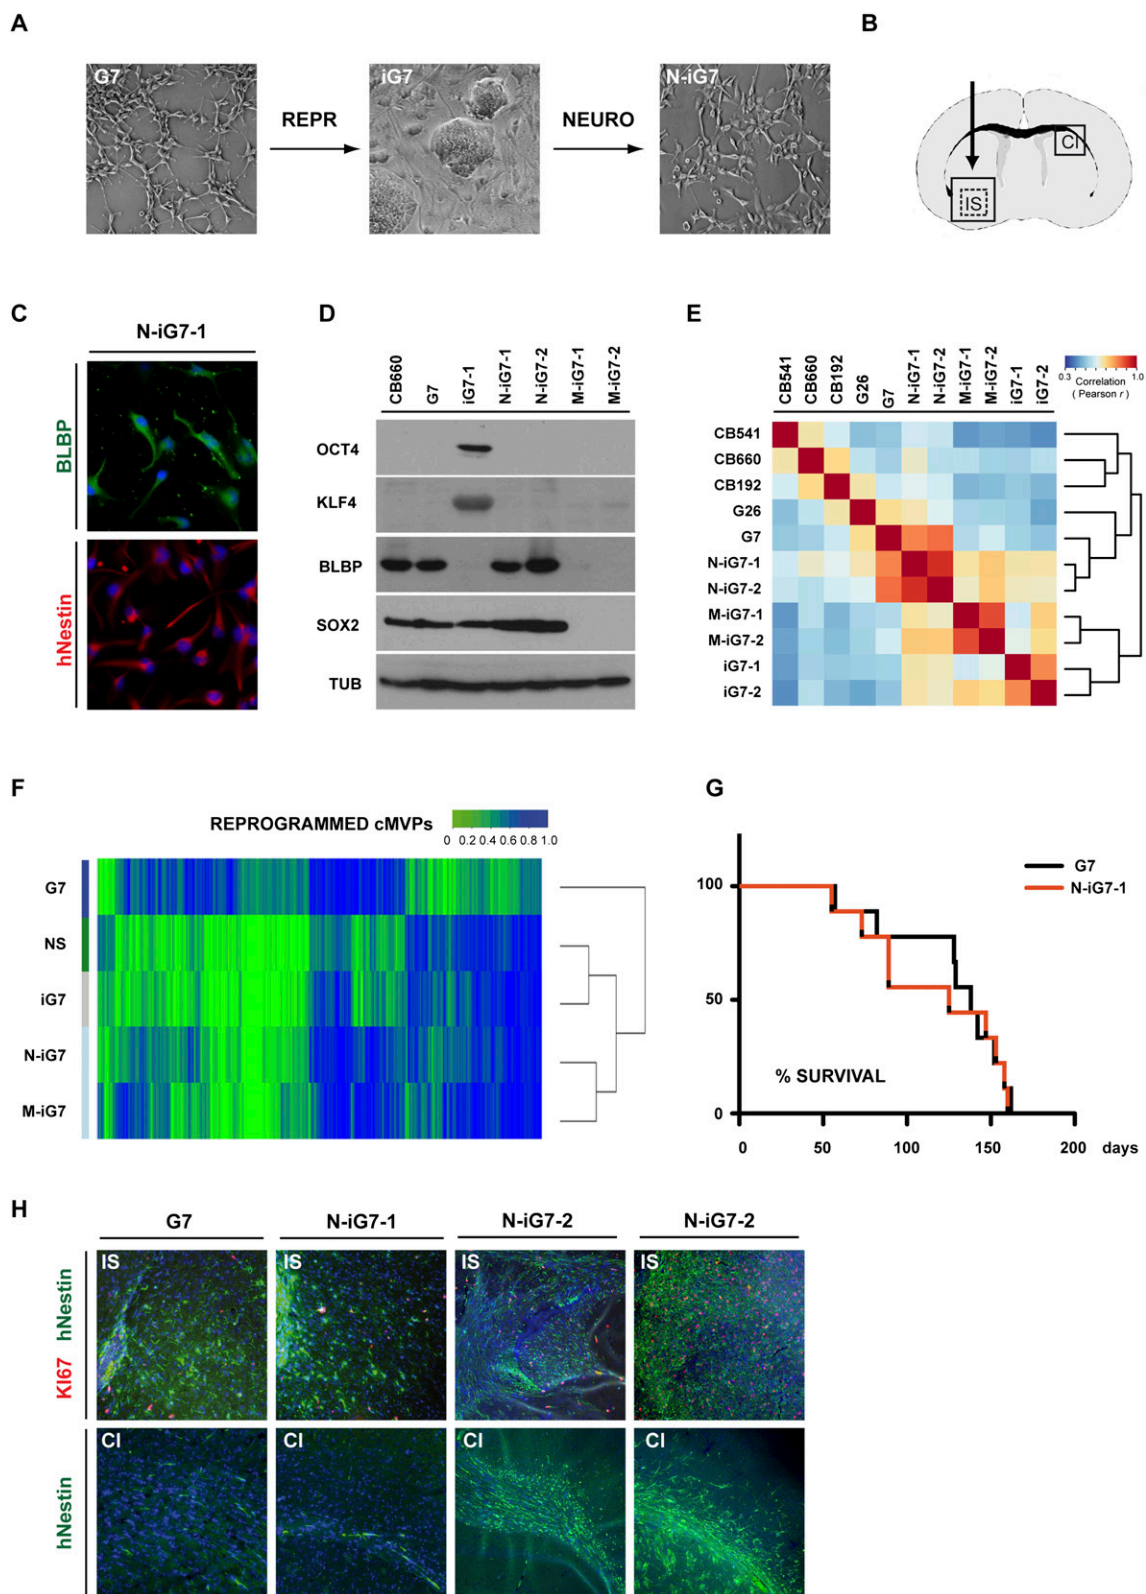 A
B
G7
iG7
N-iG7
REPR
NEURO
CI
IS
C
D
E
N-iG7-1
BLBP
hNestin
CB660
G7
iG7-1
N-iG7-1
N-iG7-2
M-iG7-1
M-iG7-2
OCT4
KLF4
BLBP
SOX2
TUB
CB541
CB660
CB192
G26
G7
N-iG7-1
N-iG7-2
M-iG7-1
M-iG7-2
iG7-1
iG7-2
0.3 1.0
Correlation
( Pearson r )
CB541
CB660
CB192
G26
G7
N-iG7-1
N-iG7-2
M-iG7-1
M-iG7-2
iG7-1
iG7-2
F
G
REPROGRAMMED cMVPs
0 0.2 0.4 0.6 0.8 1.0
G7
NS
iG7
N-iG7
M-iG7
G7
N-iG7-1
100
50
0
% SURVIVAL
0 50 100 150 200 days
H
G7 N-iG7-1 N-iG7-2 N-iG7-2
KI67 hNestin
IS IS IS IS
hNestin
CI CI CI CI